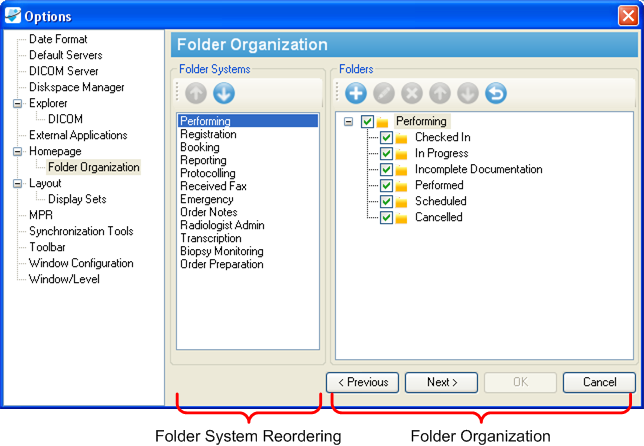 Options
Date Format
Default Servers
DICOM Server
Diskspace Manager
Explorer
DICOM
External Applications
Homepage
Folder Organization
Layout
Display Sets
MPR
Synchronization Tools
Toolbar
Window Configuration
Window/Level
Folder Organization
Folder Systems
Performing
Registration
Booking
Reporting
Protocolling
Received Fax
Emergency
Order Notes
Radiologist Admin
Transcription
Biopsy Monitoring
Order Preparation
Folders
Performing
Checked In
In Progress
Incomplete Documentation
Performed
Scheduled
Cancelled
< Previous
Next >
OK
Cancel
Folder System Reordering
Folder Organization